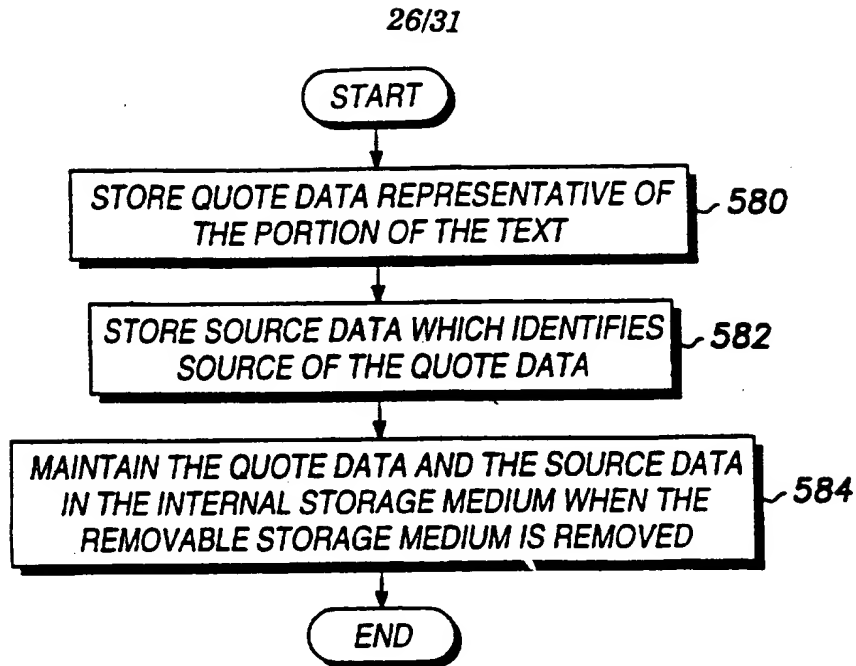 26/31
START
STORE QUOTE DATA REPRESENTATIVE OF
THE PORTION OF THE TEXT
580
STORE SOURCE DATA WHICH IDENTIFIES
SOURCE OF THE QUOTE DATA
582
MAINTAIN THE QUOTE DATA AND THE SOURCE DATA
IN THE INTERNAL STORAGE MEDIUM WHEN THE
REMOVABLE STORAGE MEDIUM IS REMOVED
584
END